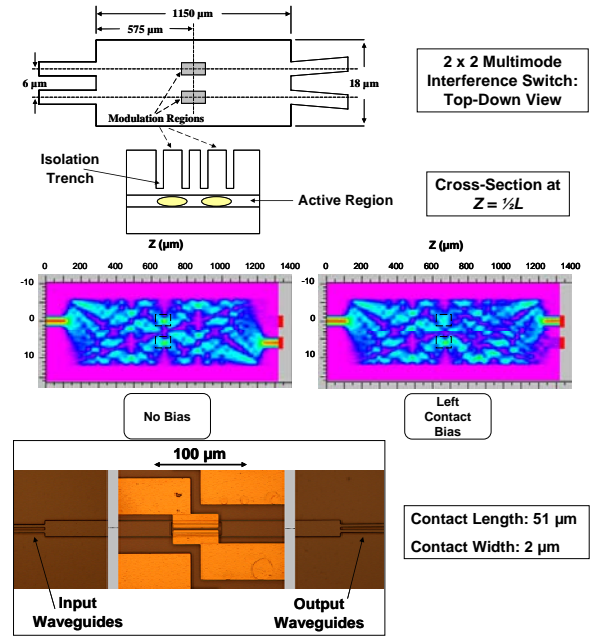 1150 µm
575 µm
6 µm
18 µm
Modulation Regions
2 x 2 Multimode
Interference Switch:
Top-Down View
Isolation
Trench
Active Region
Cross-Section at
Z = ½L
Z (µm)
0 200 400 600 800 1000 1200 1400
-10
0
10
Z (µm)
0 200 400 600 800 1000 1200 1400
-10
0
10
No Bias
Left
Contact
Bias
100 µm
Input
Waveguides
Output
Waveguides
Contact Length: 51 µm
Contact Width: 2 µm